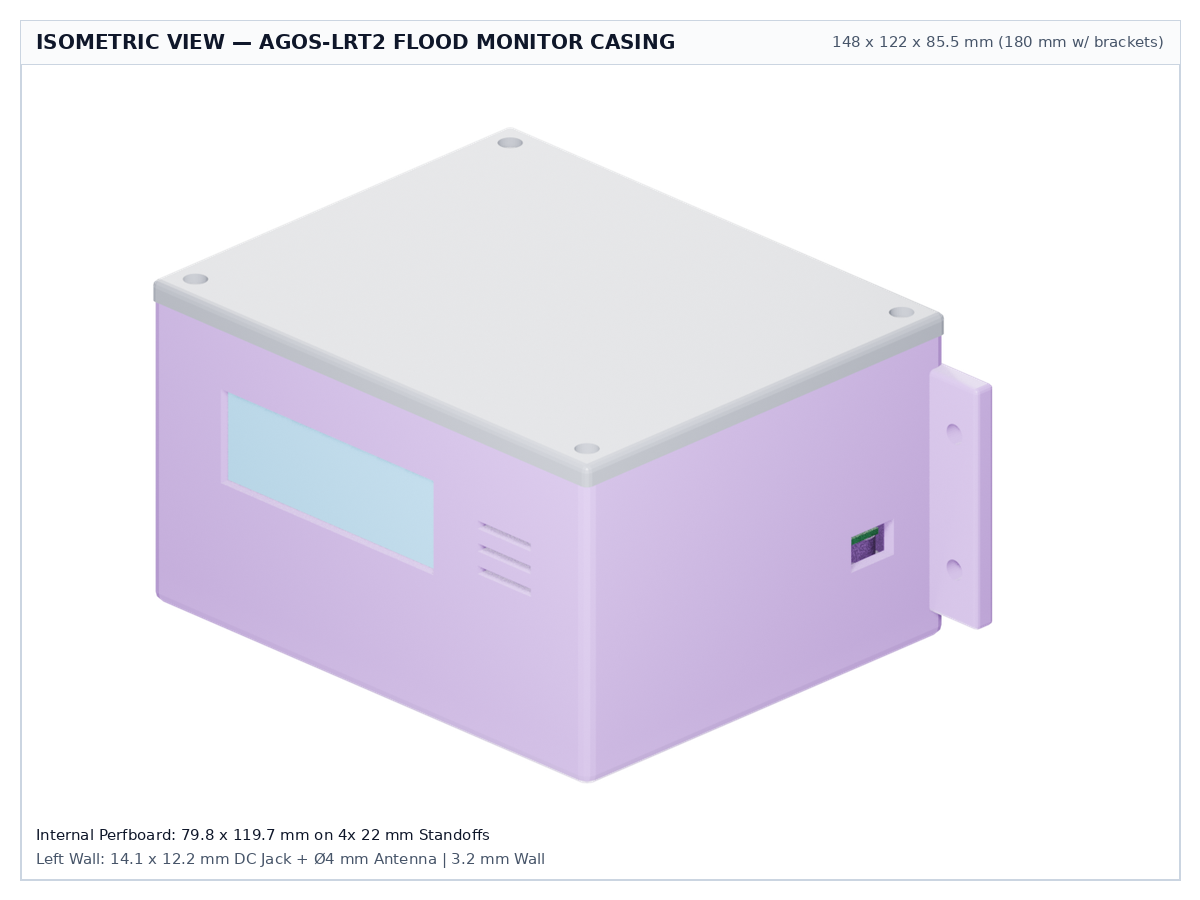 ISOMETRIC VIEW — AGOS-LRT2 FLOOD MONITOR CASING
148 x 122 x 85.5 mm (180 mm w/ brackets)
Internal Perfboard: 79.8 x 119.7 mm on 4x 22 mm Standoffs
Left Wall: 14.1 x 12.2 mm DC Jack + Ø4 mm Antenna | 3.2 mm Wall